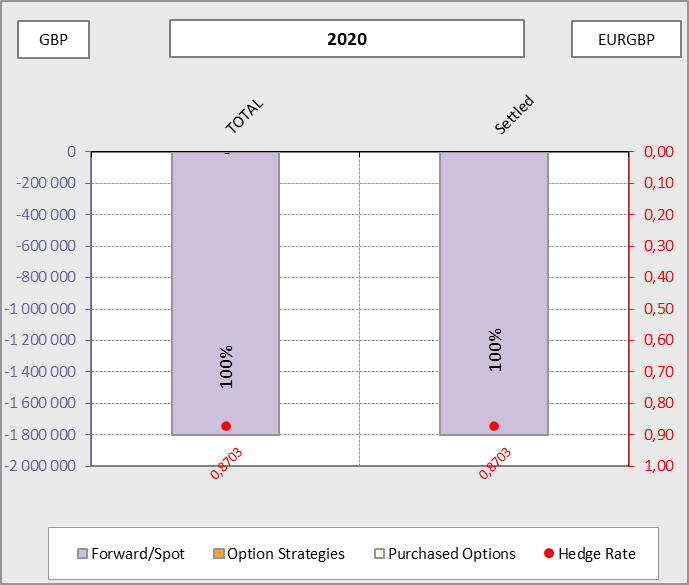 GBP
2020
EURGBP
TOTAL
Settled
0
0,00
-200 000
0,10
-400 000
0,20
-600 000
0,30
-800 000
0,40
-1 000 000
0,50
-1 200 000
0,60
-1 400 000
0,70
-1 600 000
0,80
-1 800 000
0,90
-2 000 000
1,00
100%
100%
0,8703
0,8703
Forward/Spot
Option Strategies
Purchased Options
Hedge Rate